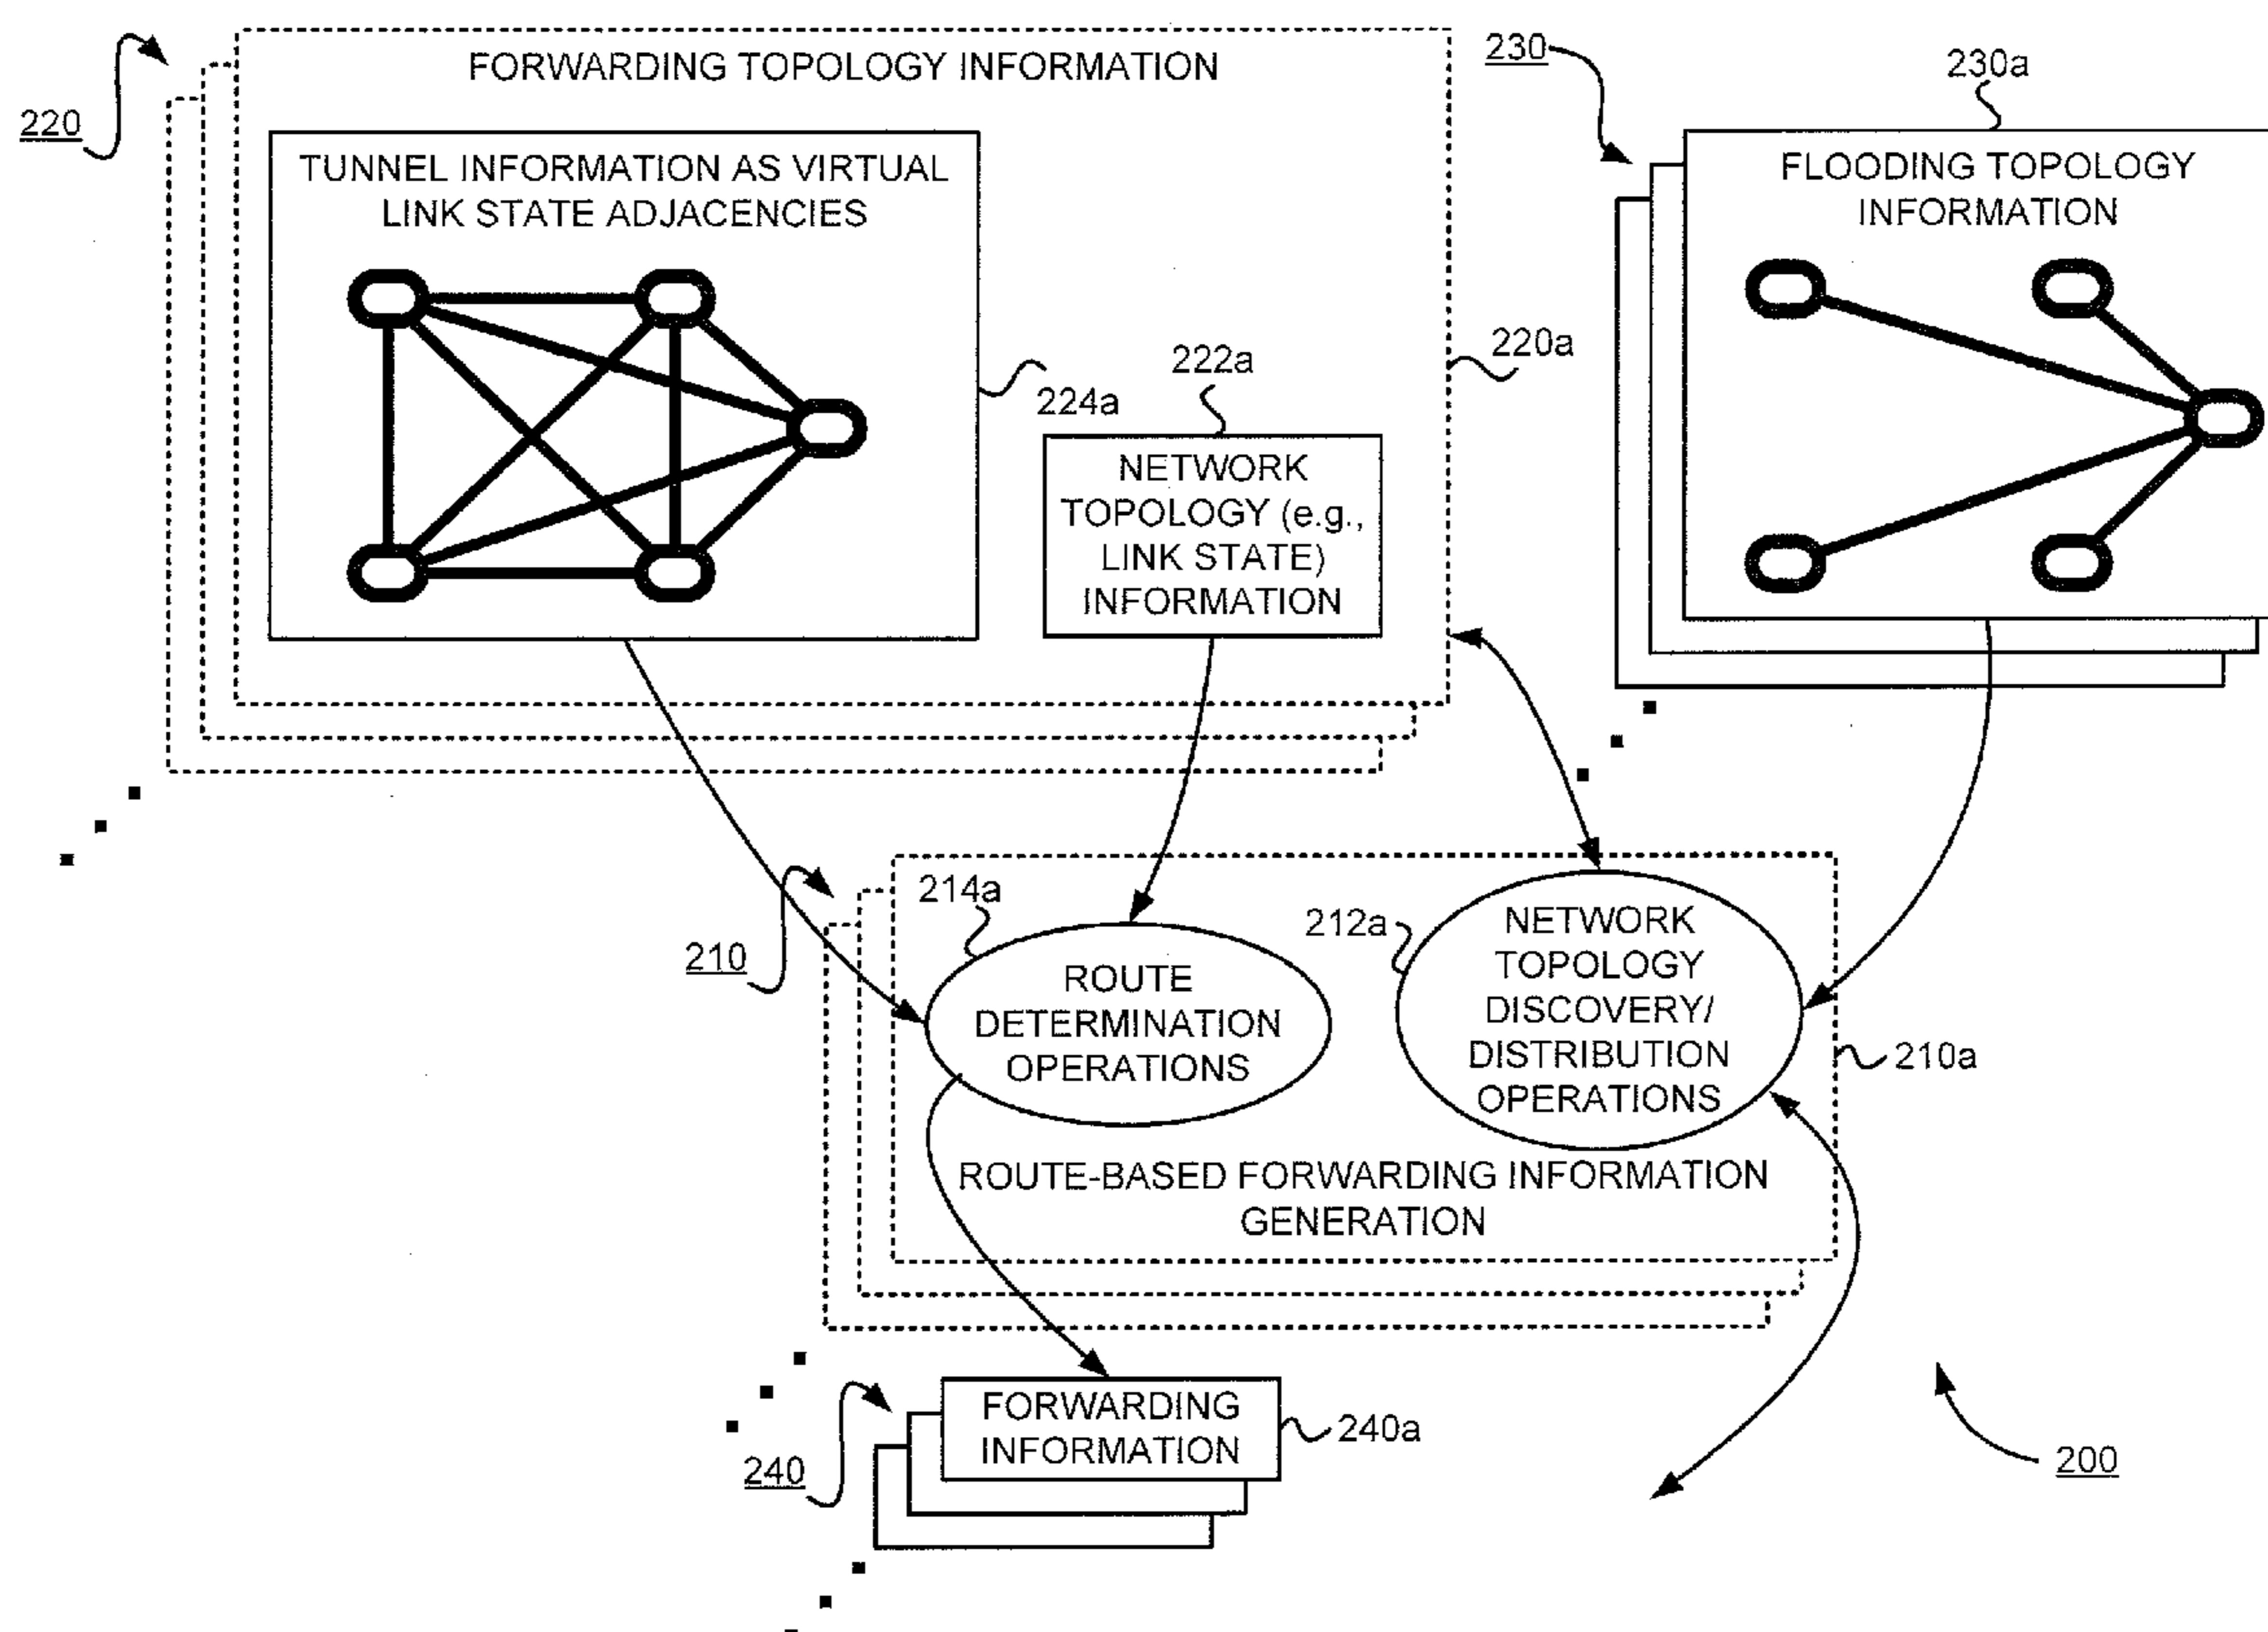 220
FORWARDING TOPOLOGY INFORMATION
TUNNEL INFORMATION AS VIRTUAL
LINK STATE ADJACENCIES
224a
222a
NETWORK
TOPOLOGY (e.g.,
LINK STATE)
INFORMATION
220a
230
230a
FLOODING TOPOLOGY
INFORMATION
210
214a
ROUTE
DETERMINATION
OPERATIONS
212a
NETWORK
TOPOLOGY
DISCOVERY/
DISTRIBUTION
OPERATIONS
210a
ROUTE-BASED FORWARDING INFORMATION
GENERATION
240
FORWARDING
INFORMATION
240a
200